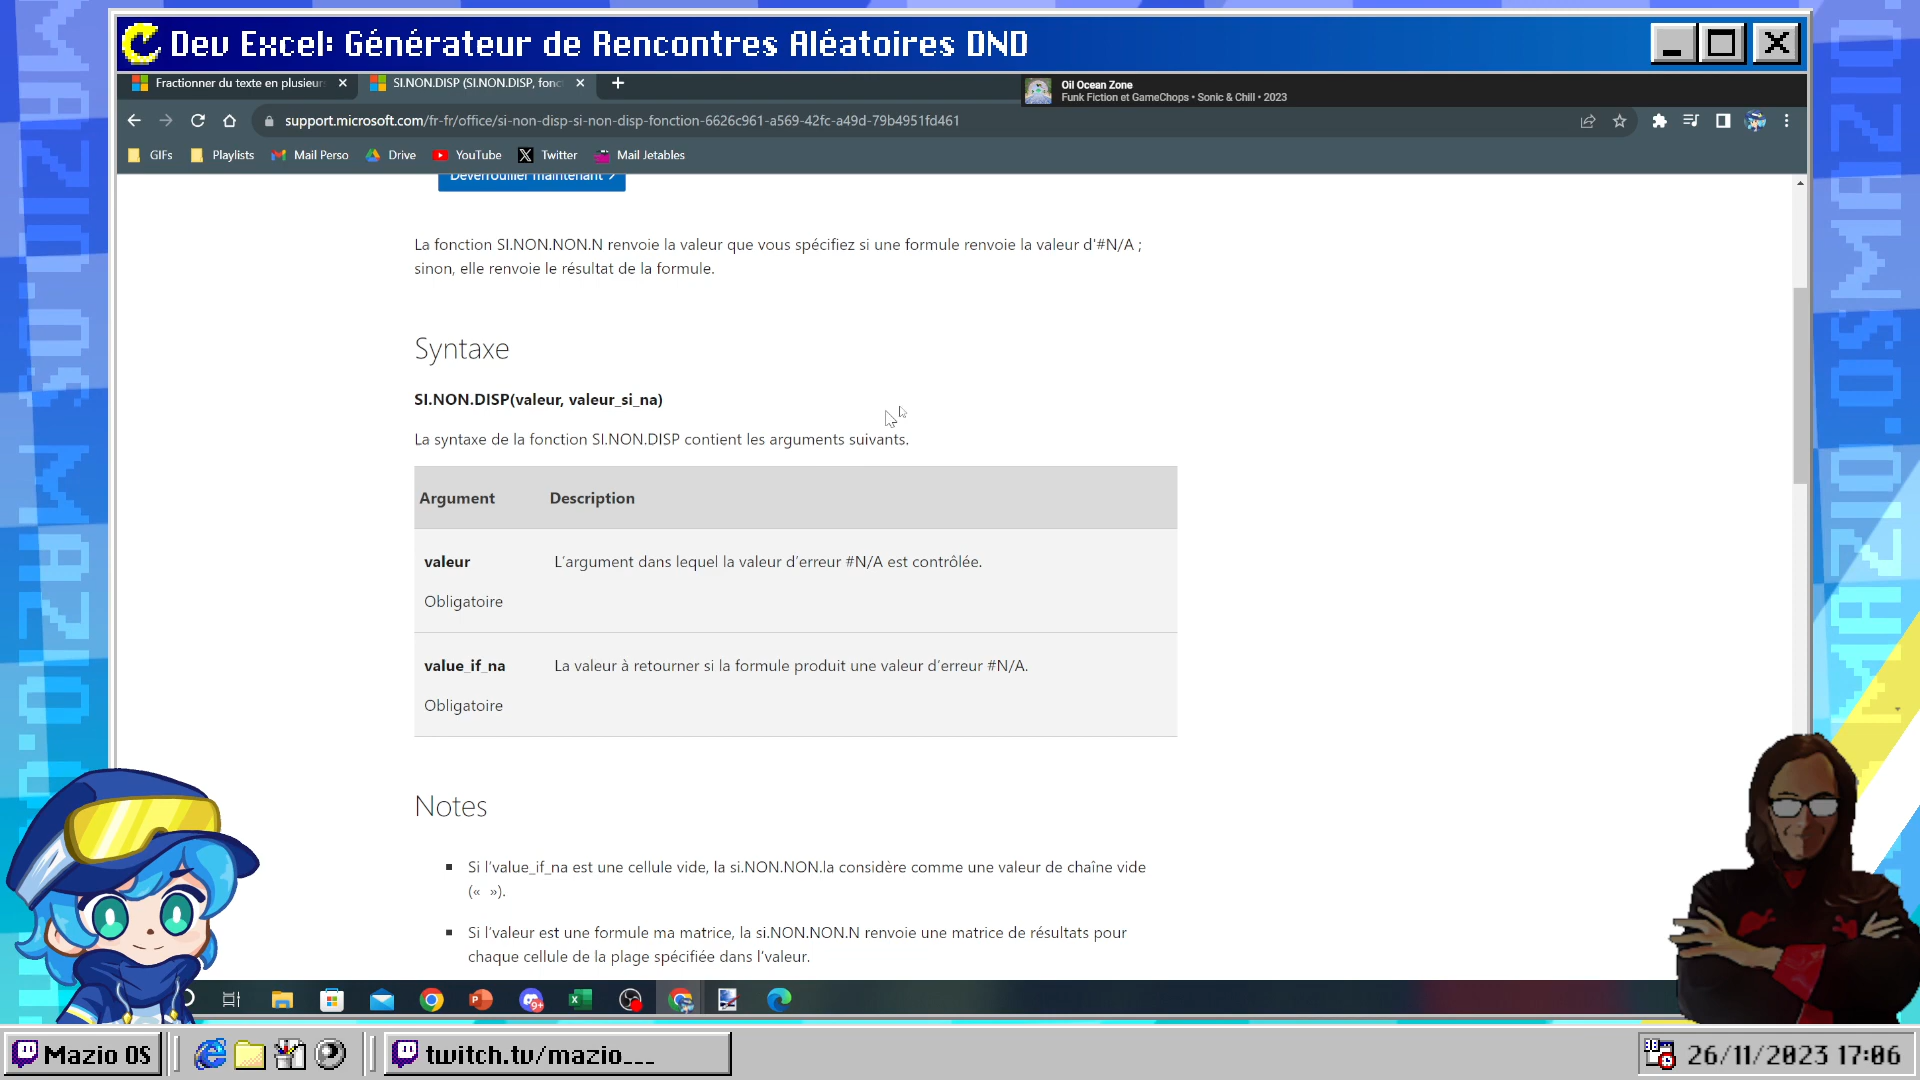 Dev Excel: Générateur de Rencontres Aléatoires DND
Fractionner du texte en plusieur
SI.NON.DISP (SI.NON.DISP, fonc
Oil Ocean Zone
Funk Fiction et GameChops • Sonic & Chill • 2023
support.microsoft.com/fr-fr/office/si-non-disp-si-non-disp-fonction-6626c961-a569-42fc-a49d-79b4951fd461
GIFs
Playlists
Mail Perso
Drive
YouTube
Twitter
Mail Jetables
Déverrouiller maintenant >
La fonction SI.NON.NON.N renvoie la valeur que vous spécifiez si une formule renvoie la valeur d'#N/A ;
sinon, elle renvoie le résultat de la formule.
Syntaxe
SI.NON.DISP(valeur, valeur_si_na)
La syntaxe de la fonction SI.NON.DISP contient les arguments suivants.
Argument Description
valeur L'argument dans lequel la valeur d'erreur #N/A est contrôlée.
Obligatoire
value_if_na La valeur à retourner si la formule produit une valeur d'erreur #N/A.
Obligatoire
Notes
Si l'value_if_na est une cellule vide, la si.NON.NON.la considère comme une valeur de chaîne vide
(« »).
Si l'valeur est une formule ma matrice, la si.NON.NON.N renvoie une matrice de résultats pour
chaque cellule de la plage spécifiée dans l'valeur.
Mazio OS
twitch.tv/mazio___
26/11/2023 17:06